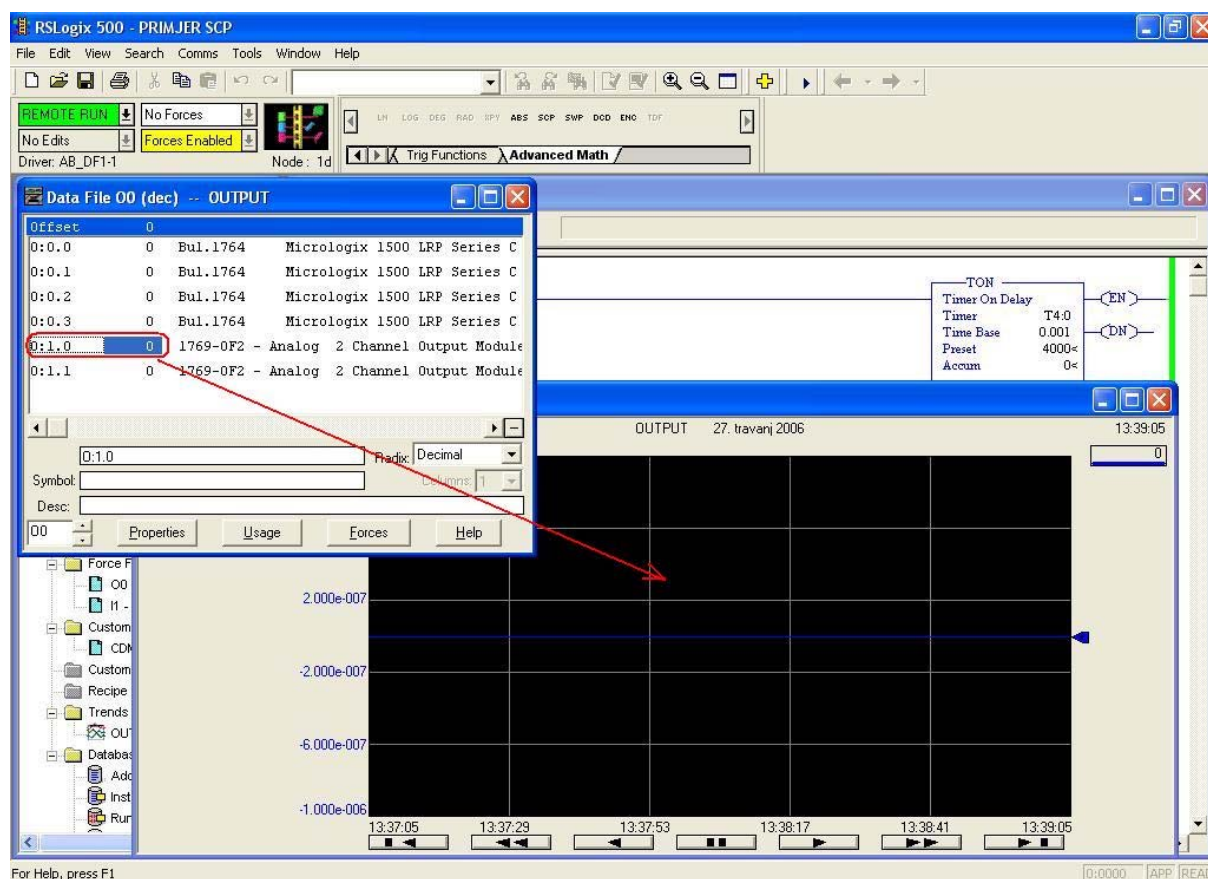 RSLogix 500 - PRIMJER SCP
File Edit View Search Comms Tools Window Help
REMOTE RUN No Forces
No Edits Forces Enabled
Driver: AB_DF1-1 Node : 1d
LN LOG DEG RAD XPY ABS SCP SWP DCD ENC TDF
Trig Functions Advanced Math
Data File O0 (dec) -- OUTPUT
Offset 0
O:0.0 0 Bul.1764 Micrologix 1500 LRP Series C
O:0.1 0 Bul.1764 Micrologix 1500 LRP Series C
O:0.2 0 Bul.1764 Micrologix 1500 LRP Series C
O:0.3 0 Bul.1764 Micrologix 1500 LRP Series C
O:1.0 0 1769-OF2 - Analog 2 Channel Output Module
O:1.1 0 1769-OF2 - Analog 2 Channel Output Module
O:1.0 Radix: Decimal
Symbol: Columns: 1
Desc:
O0 Properties Usage Forces Help
TON
Timer On Delay
Timer T4:0
Time Base 0.001
Preset 4000<
Accum 0<
EN
DN
OUTPUT 27. travanj 2006 13:39:05
0
2.000e-007
-2.000e-007
-6.000e-007
-1.000e-006
13:37:05 13:37:29 13:37:53 13:38:17 13:38:41 13:39:05
Force F
O0
I1 -
Custom
CDM
Custom
Recipe
Trends
OUT
Databas
Add
Inst
Rur
For Help, press F1
0:0000 APP READ